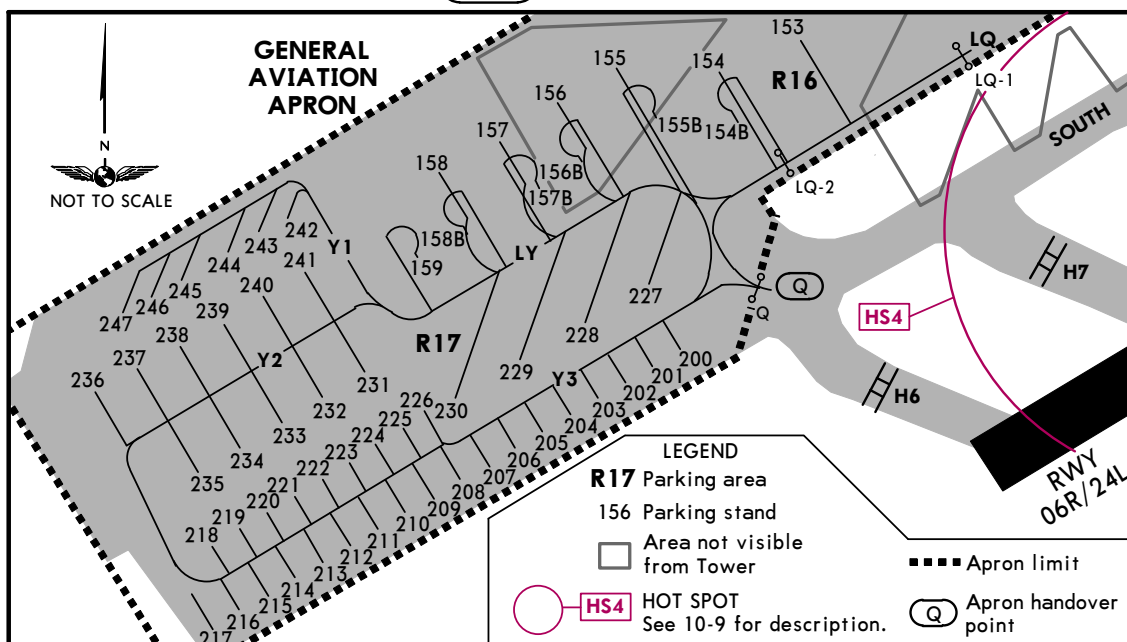 GENERAL
AVIATION
APRON
N
NOT TO SCALE
153
LQ
LQ-1
R16
SOUTH
154
155
154B
155B
LQ-2
156
156B
157
157B
158
158B
159
LY
Y1
242
243
244
245
246
247
241
240
239
238
237
236
Y2
R17
227
228
229
230
231
232
233
234
235
Q
Q
HS4
H7
H6
Y3
200
201
202
203
204
205
206
207
208
209
210
211
212
213
214
215
216
217
226
225
224
223
222
221
220
219
218
RWY
06R/24L
LEGEND
R17 Parking area
156 Parking stand
Area not visible
from Tower
HS4 HOT SPOT
See 10-9 for description.
Apron limit
Q Apron handover
point